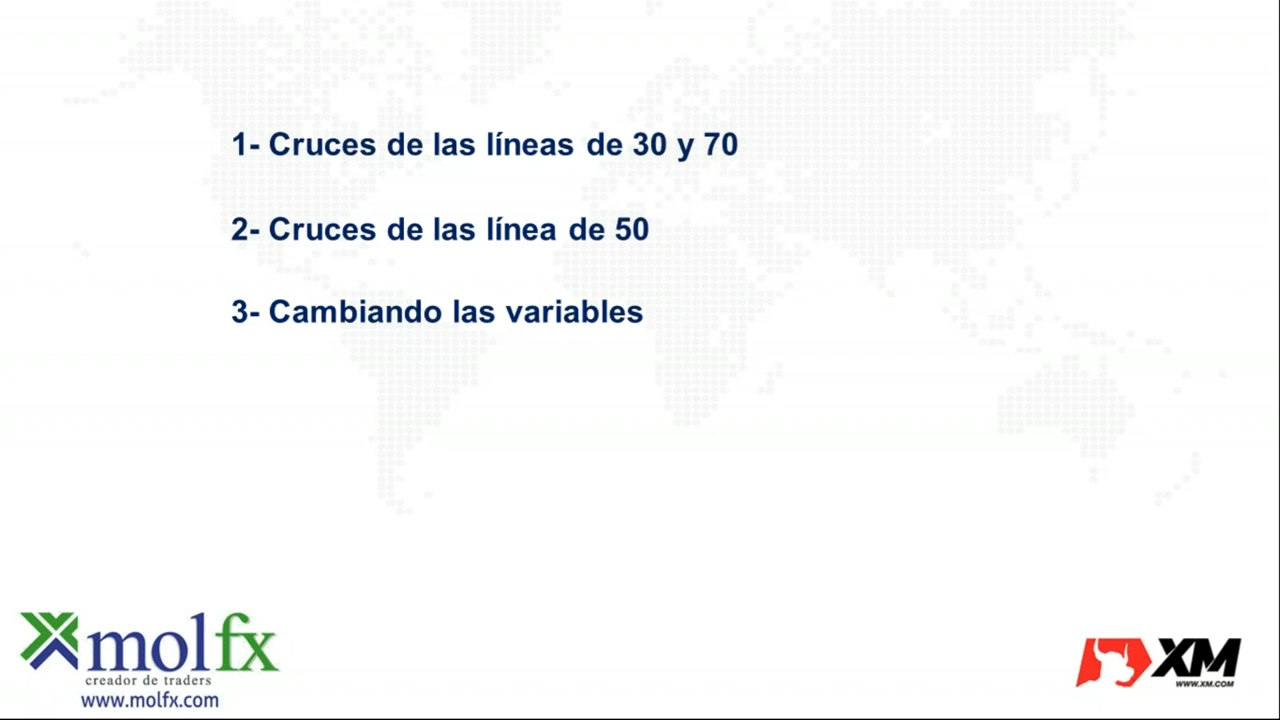 1- Cruces de las líneas de 30 y 70
2- Cruces de las línea de 50
3- Cambiando las variables
molfx
creador de traders
www.molfx.com
XM
WWW.XM.COM